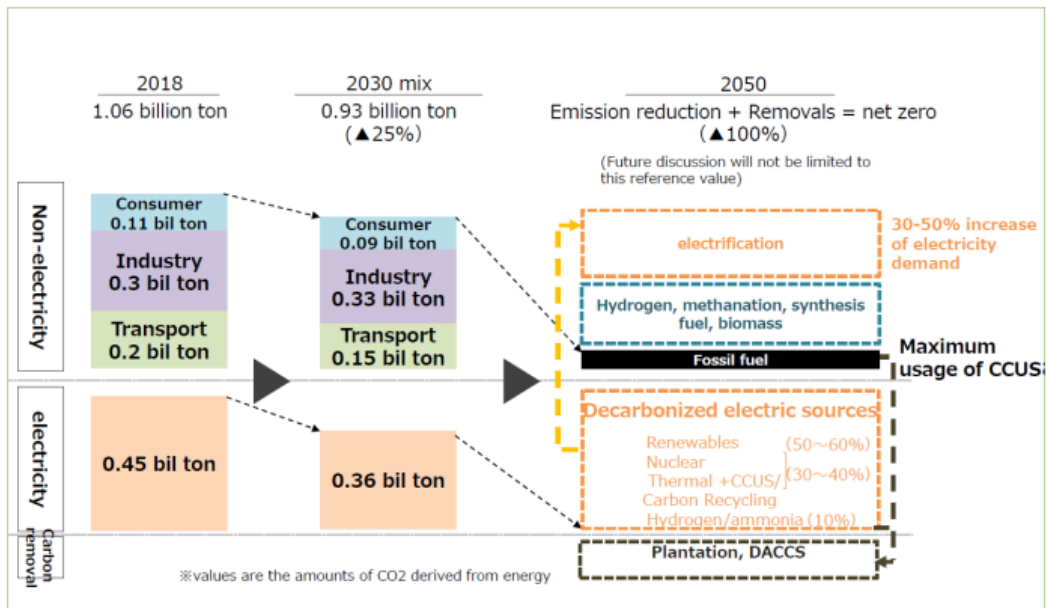 2018
1.06 billion ton
2030 mix
0.93 billion ton
(▲25%)
2050
Emission reduction + Removals = net zero
(▲100%)
(Future discussion will not be limited to
this reference value)
Non-electricity
Consumer
0.11 bil ton
Industry
0.3 bil ton
Transport
0.2 bil ton
Consumer
0.09 bil ton
Industry
0.33 bil ton
Transport
0.15 bil ton
electrification
30-50% increase
of electricity
demand
Hydrogen, methanation, synthesis
fuel, biomass
Fossil fuel
Maximum
usage of CCUS
electricity
0.45 bil ton
0.36 bil ton
Decarbonized electric sources
Renewables (50~60%)
Nuclear
Thermal +CCUS/ (30~40%)
Carbon Recycling
Hydrogen/ammonia (10%)
Carbon
removal
Plantation, DACCS
※values are the amounts of CO2 derived from energy